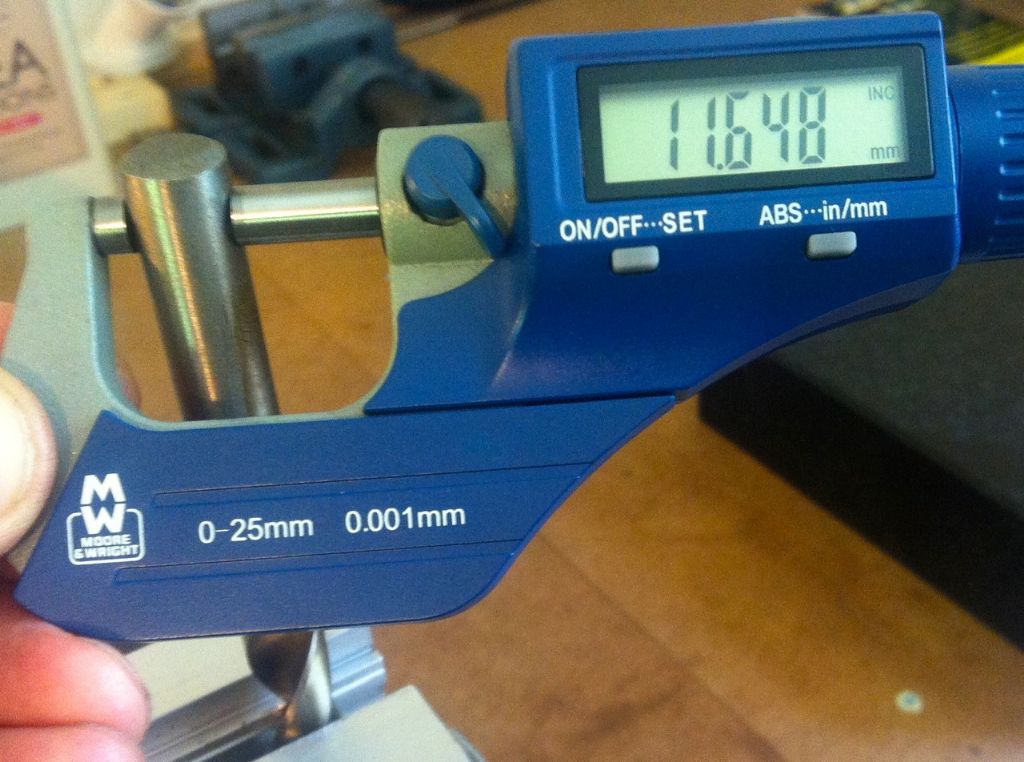 A
INC
11.648
mm
ON/OFF···SET
ABS···in/mm
MW
MOORE
& WRIGHT
0-25mm 0.001mm